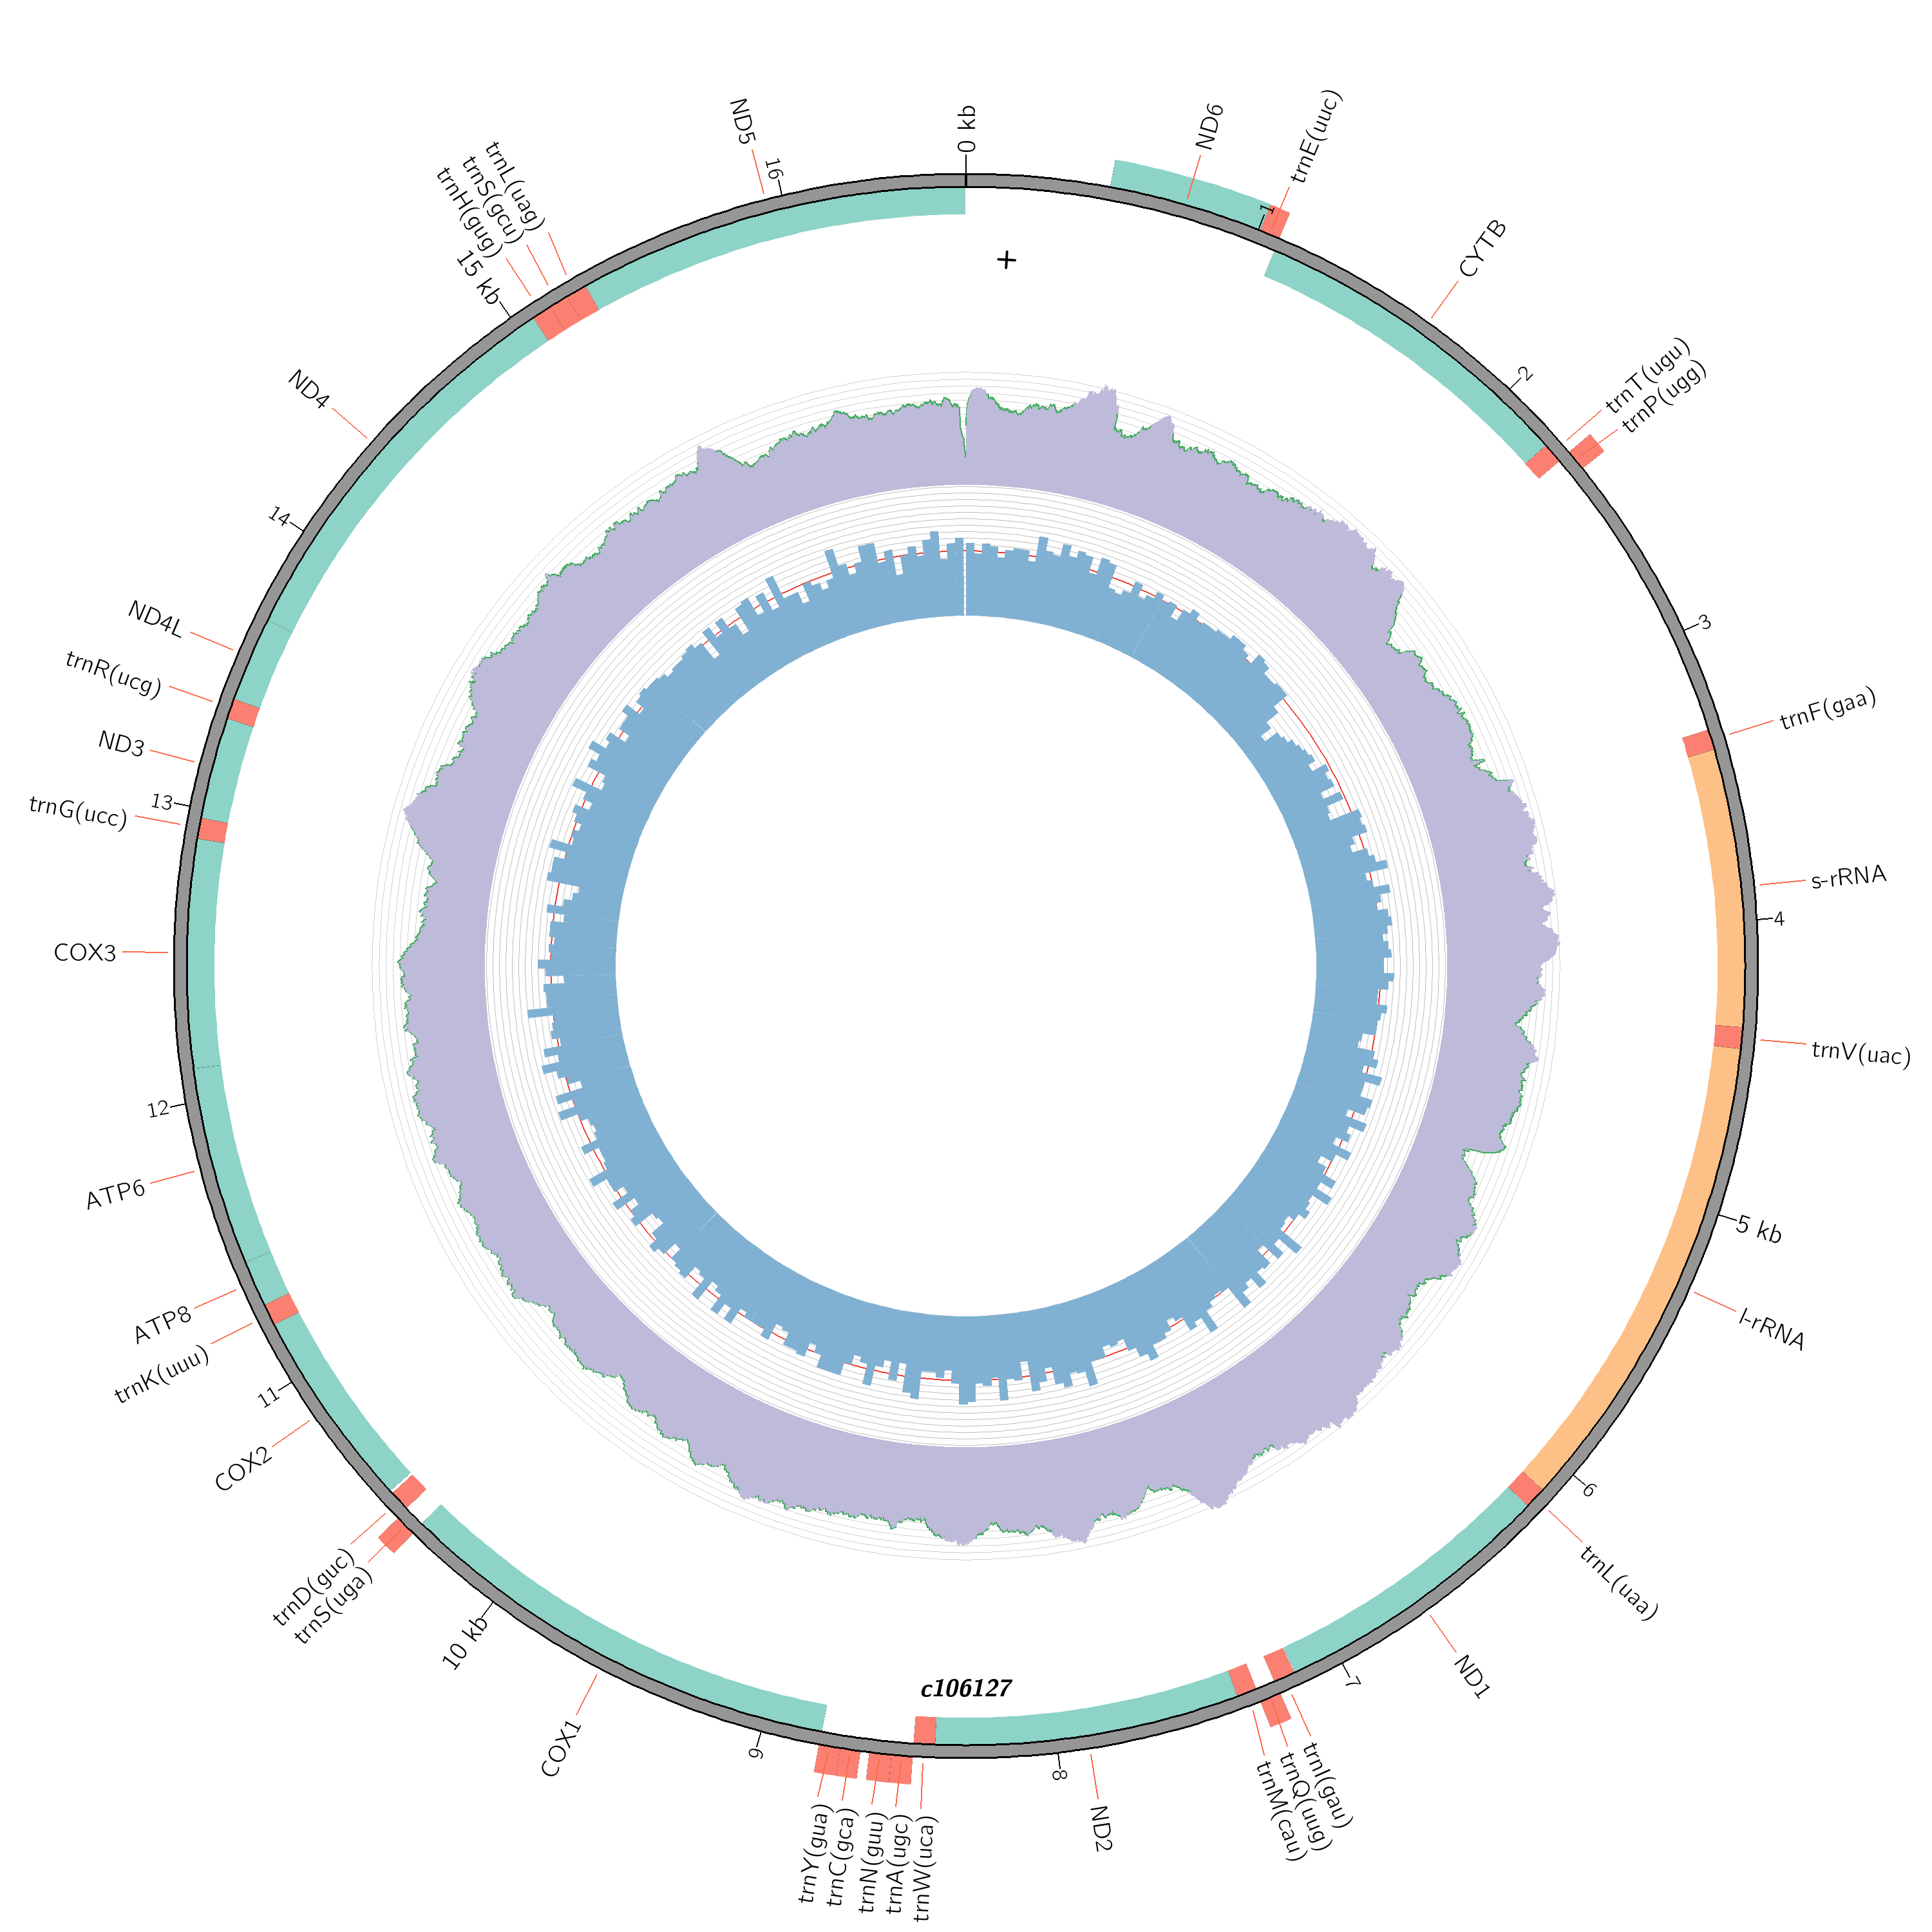 0 kb
ND6
trnE(uuc)
1
CYTB
2
trnT(ugu)
trnP(ugg)
3
trnF(gaa)
s-rRNA
4
trnV(uac)
5 kb
l-rRNA
6
trnL(uaa)
ND1
7
trnI(gau)
trnQ(uug)
trnM(cau)
8
ND2
c106127
trnW(uca)
trnA(ugc)
trnN(guu)
trnC(gca)
trnY(gua)
9
COX1
10 kb
trnS(uga)
trnD(guc)
COX2
11
trnK(uuu)
ATP8
ATP6
12
COX3
trnG(ucc)
13
ND3
trnR(ucg)
ND4L
14
ND4
15 kb
trnH(gug)
trnS(gcu)
trnL(uag)
ND5
16
+